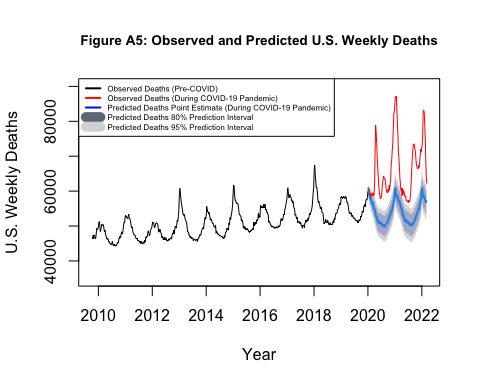 Figure A5: Observed and Predicted U.S. Weekly Deaths
Observed Deaths (Pre-COVID)
Observed Deaths (During COVID-19 Pandemic)
Predicted Deaths Point Estimate (During COVID-19 Pandemic)
Predicted Deaths 80% Prediction Interval
Predicted Deaths 95% Prediction Interval
U.S. Weekly Deaths
80000
60000
40000
2010 2012 2014 2016 2018 2020 2022
Year